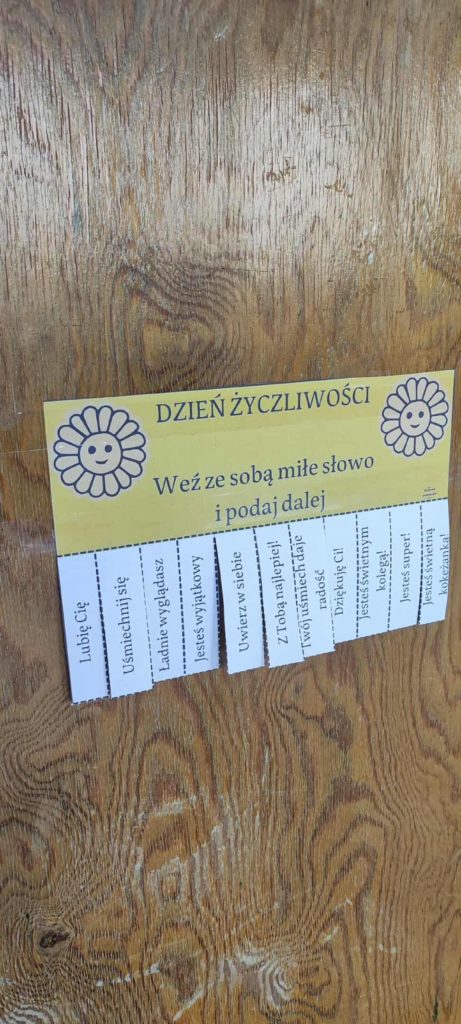 DZIEŃ ŻYCZLIWOŚCI
Weź ze sobą miłe słowo
i podaj dalej
Lubię Cię
Uśmiechnij się
Ładnie wyglądasz
Jesteś wyjątkowy
Uwierz w siebie
Z Tobą najlepiej!
Twój uśmiech daje
radość
Dziękuję Ci!
Jesteś świetnym
kolegą!
Jesteś super!
Jesteś świetną
koleżanką!